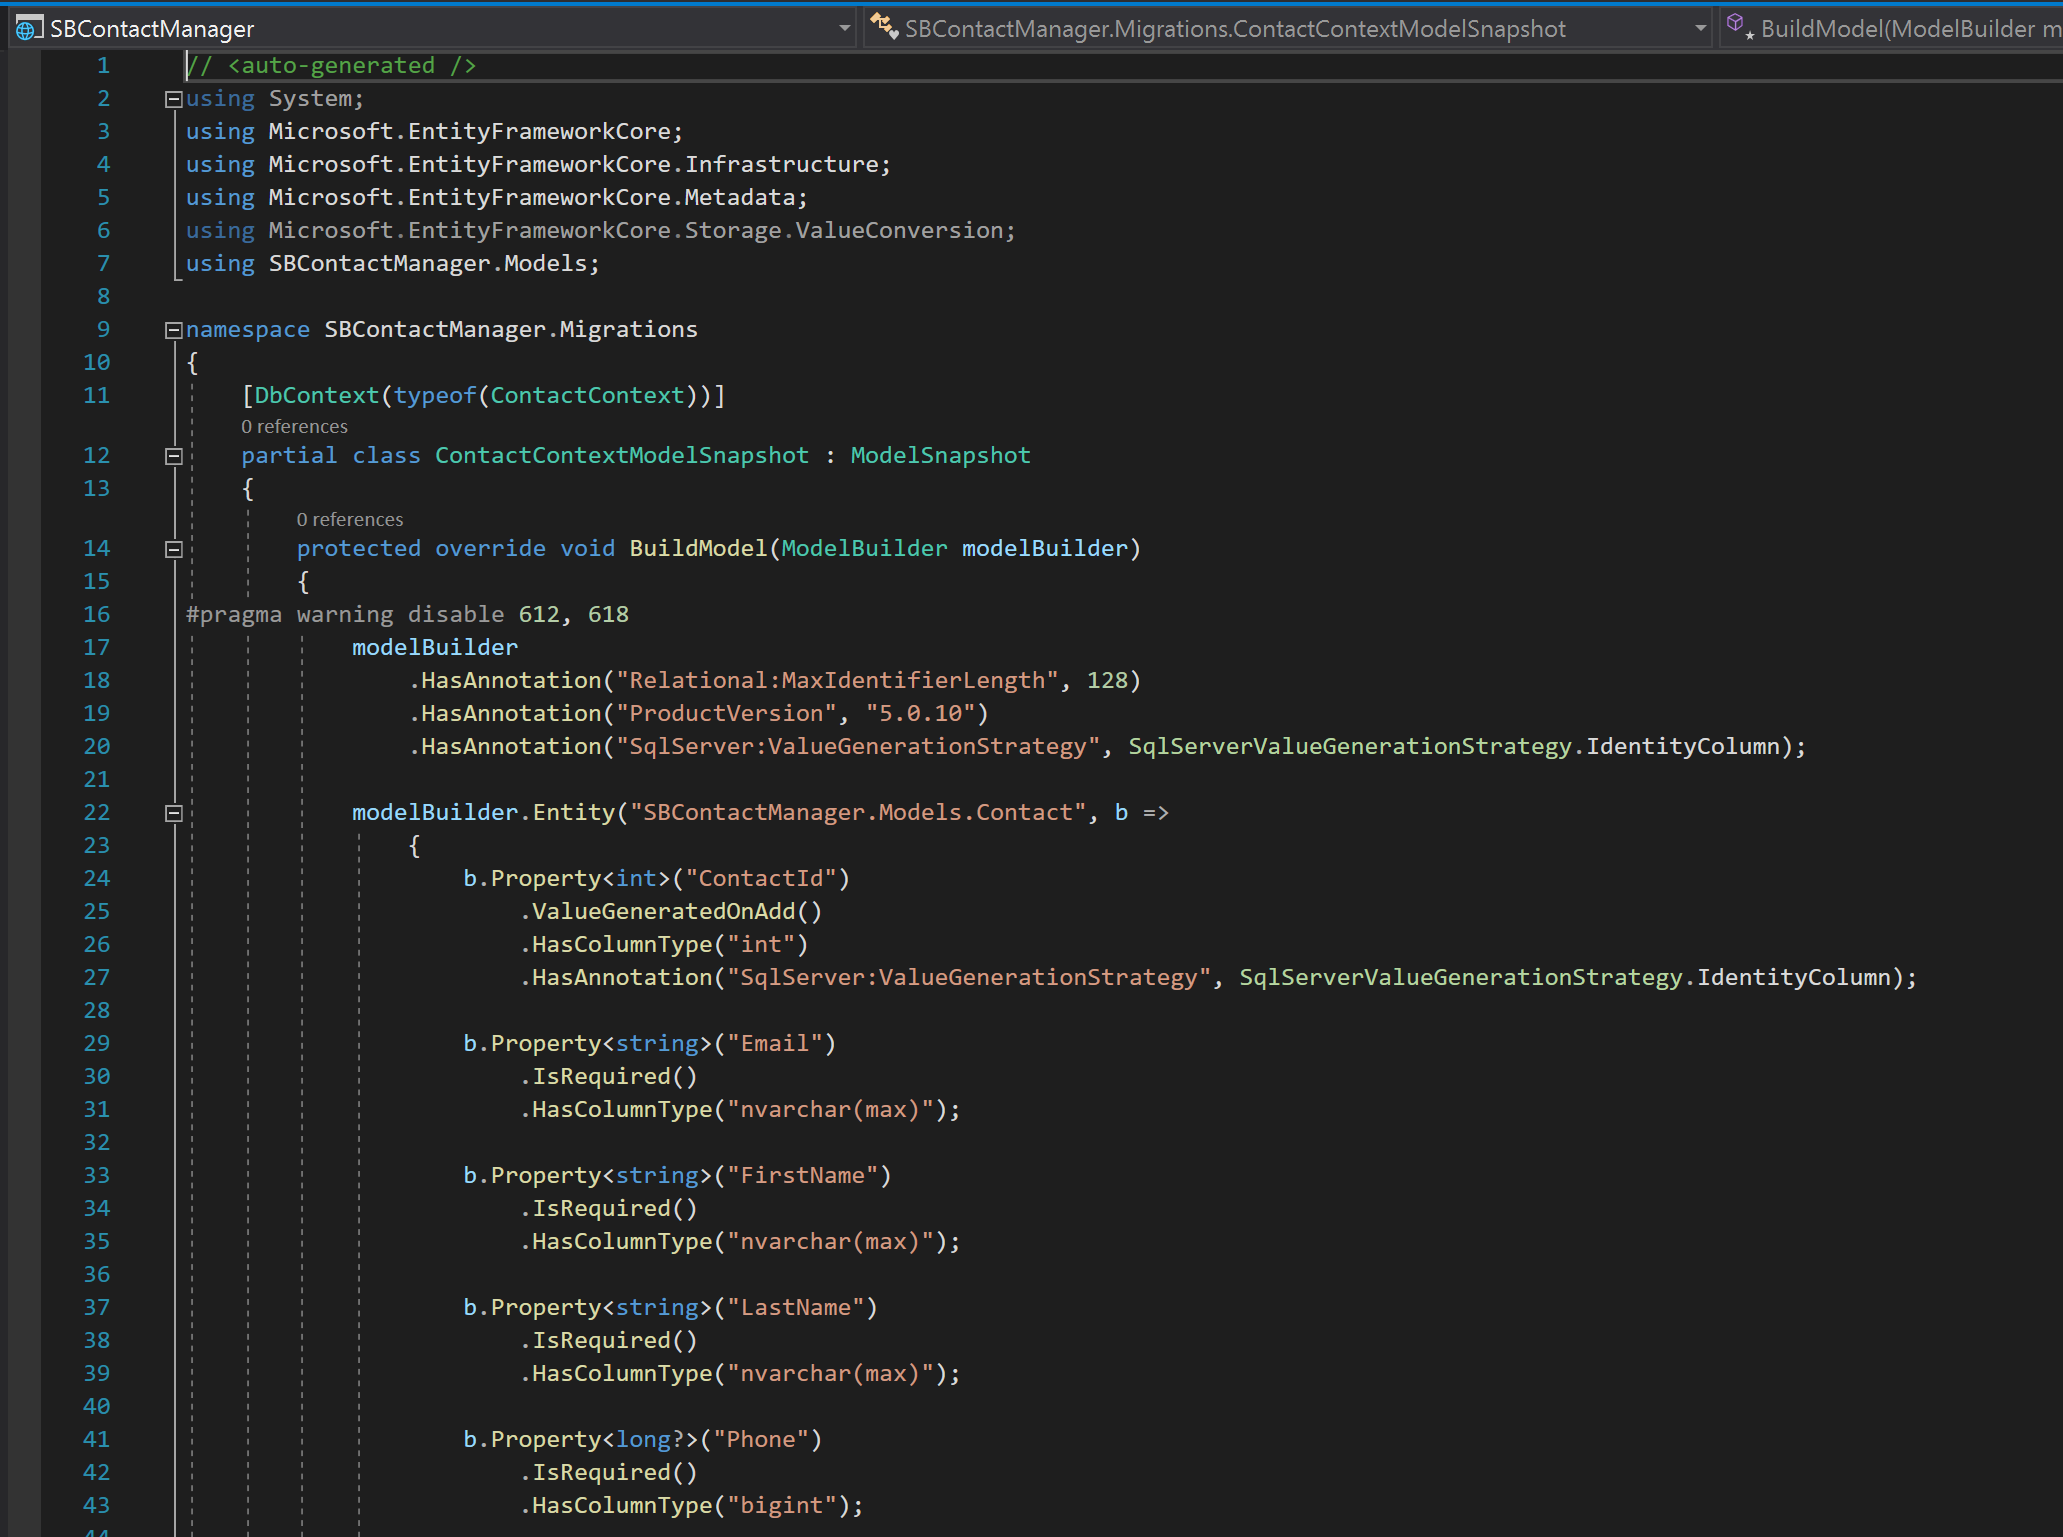 SBContactManager
SBContactManager.Migrations.ContactContextModelSnapshot
BuildModel(ModelBuilder m
1 // <auto-generated />
2 using System;
3 using Microsoft.EntityFrameworkCore;
4 using Microsoft.EntityFrameworkCore.Infrastructure;
5 using Microsoft.EntityFrameworkCore.Metadata;
6 using Microsoft.EntityFrameworkCore.Storage.ValueConversion;
7 using SBContactManager.Models;
8
9 namespace SBContactManager.Migrations
10 {
11 [DbContext(typeof(ContactContext))]
0 references
12 partial class ContactContextModelSnapshot : ModelSnapshot
13 {
0 references
14 protected override void BuildModel(ModelBuilder modelBuilder)
15 {
16 #pragma warning disable 612, 618
17 modelBuilder
18 .HasAnnotation("Relational:MaxIdentifierLength", 128)
19 .HasAnnotation("ProductVersion", "5.0.10")
20 .HasAnnotation("SqlServer:ValueGenerationStrategy", SqlServerValueGenerationStrategy.IdentityColumn);
21
22 modelBuilder.Entity("SBContactManager.Models.Contact", b =>
23 {
24 b.Property<int>("ContactId")
25 .ValueGeneratedOnAdd()
26 .HasColumnType("int")
27 .HasAnnotation("SqlServer:ValueGenerationStrategy", SqlServerValueGenerationStrategy.IdentityColumn);
28
29 b.Property<string>("Email")
30 .IsRequired()
31 .HasColumnType("nvarchar(max)");
32
33 b.Property<string>("FirstName")
34 .IsRequired()
35 .HasColumnType("nvarchar(max)");
36
37 b.Property<string>("LastName")
38 .IsRequired()
39 .HasColumnType("nvarchar(max)");
40
41 b.Property<long?>("Phone")
42 .IsRequired()
43 .HasColumnType("bigint");
44